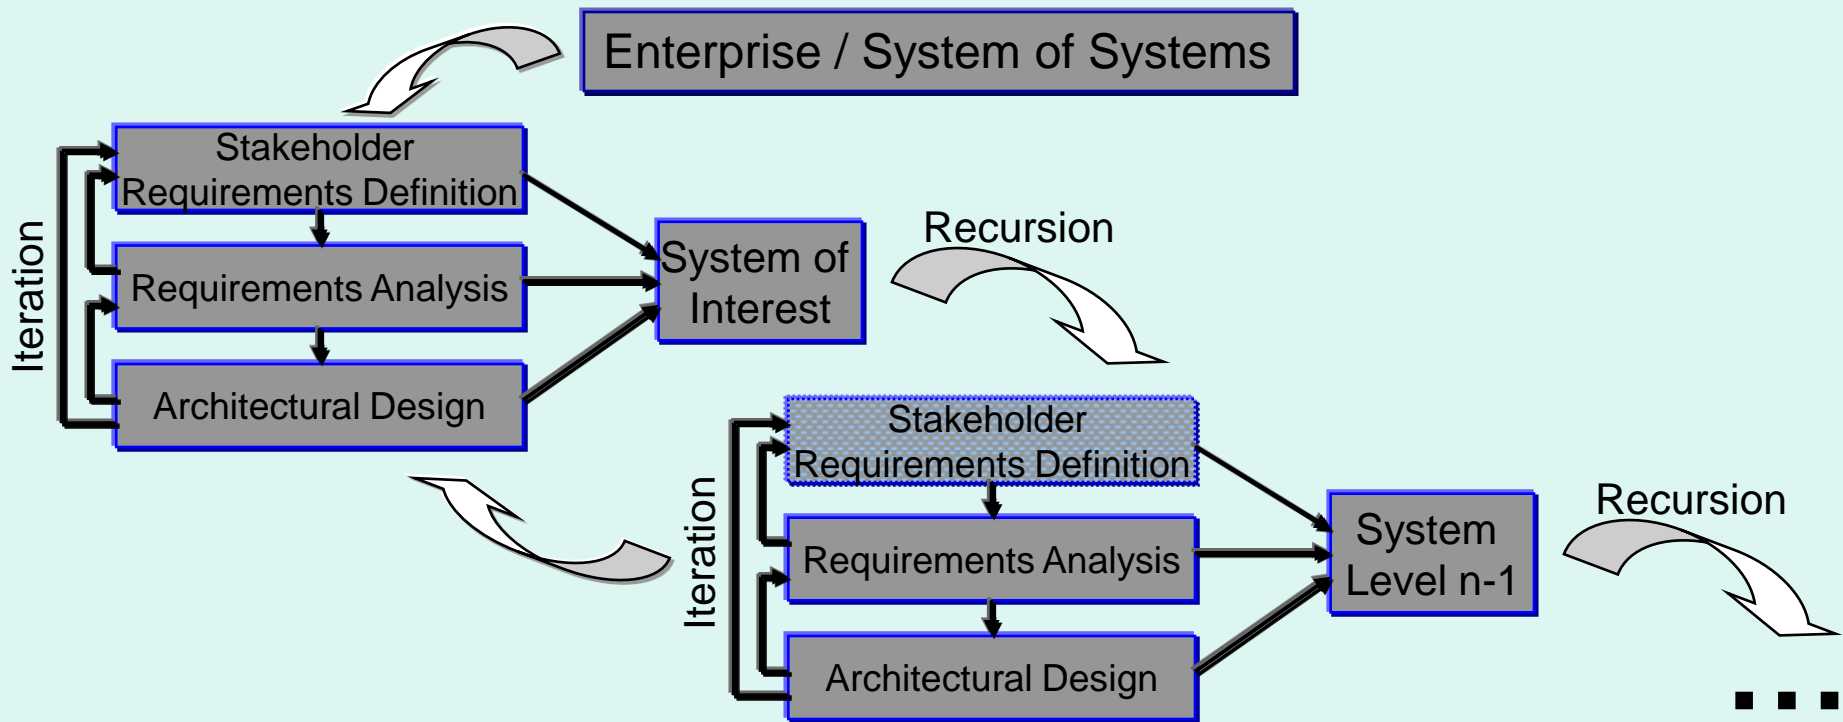 Enterprise / System of Systems
Stakeholder
Requirements Definition
Requirements Analysis
Architectural Design
Iteration
System of
Interest
Recursion
Stakeholder
Requirements Definition
Requirements Analysis
Architectural Design
Iteration
System
Level n-1
Recursion
...